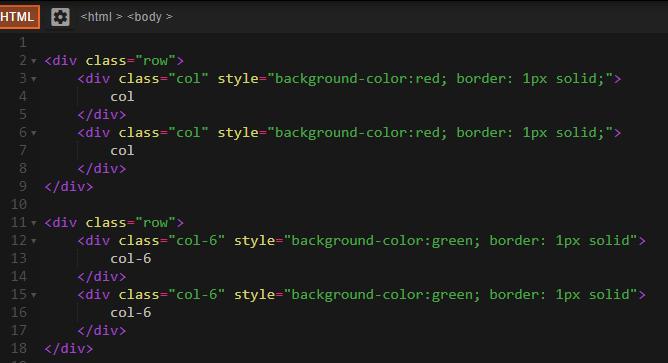 HTML <html > <body >
1
2 <div class="row">
3 <div class="col" style="background-color:red; border: 1px solid;">
4 col
5 </div>
6 <div class="col" style="background-color:red; border: 1px solid;">
7 col
8 </div>
9 </div>
10
11 <div class="row">
12 <div class="col-6" style="background-color:green; border: 1px solid">
13 col-6
14 </div>
15 <div class="col-6" style="background-color:green; border: 1px solid">
16 col-6
17 </div>
18 </div>